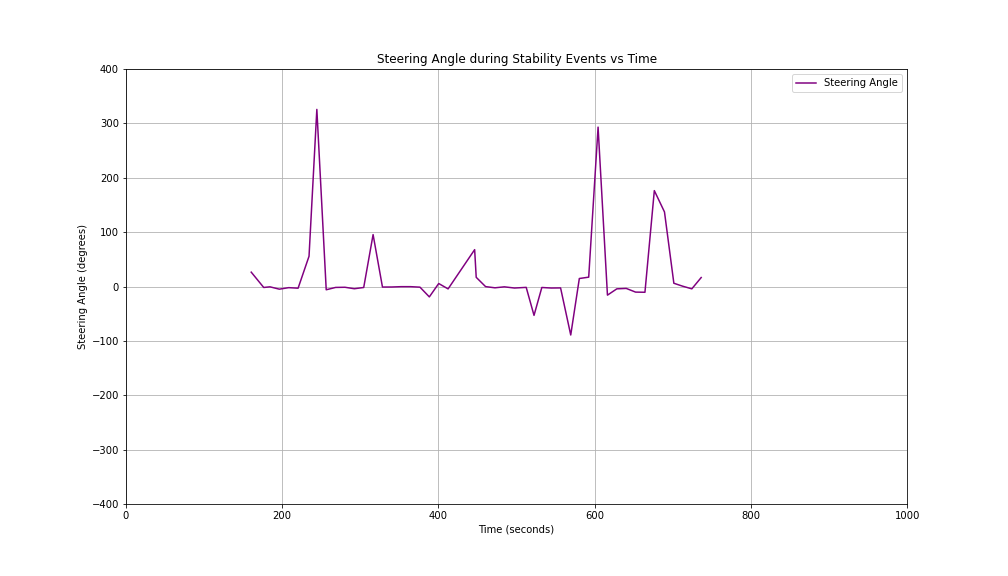 Steering Angle during Stability Events vs Time
Steering Angle
Steering Angle (degrees)
400
300
200
100
0
−100
−200
−300
−400
0 200 400 600 800 1000
Time (seconds)